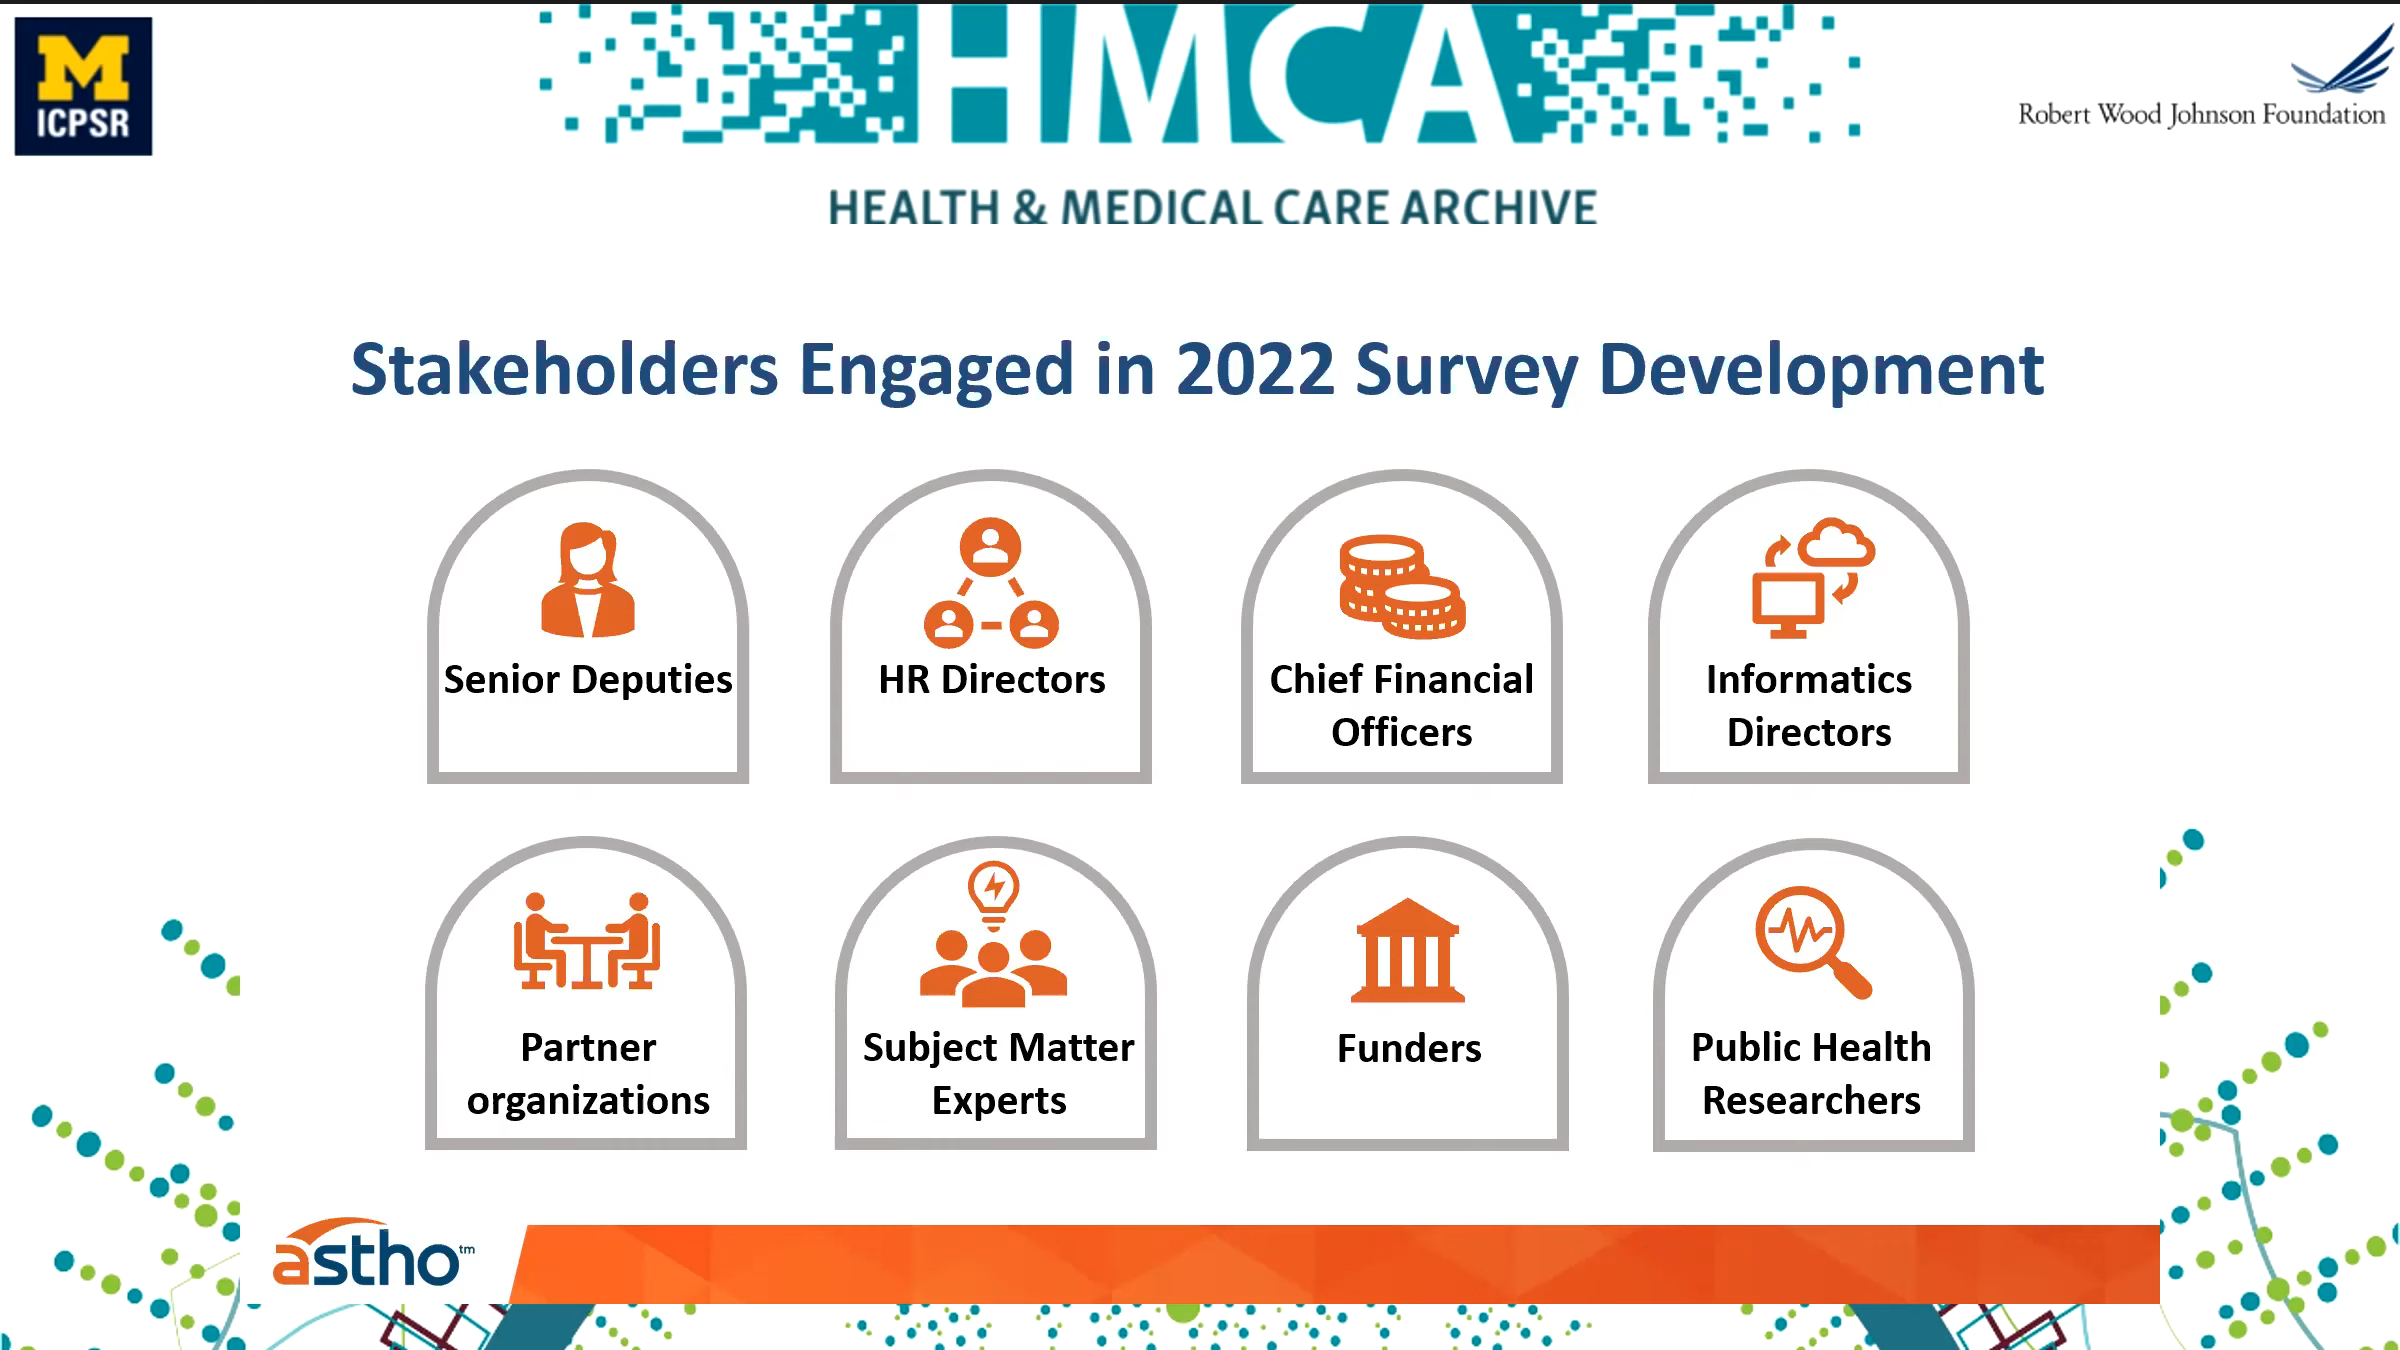 M
ICPSR
HMCA
HEALTH & MEDICAL CARE ARCHIVE
Robert Wood Johnson Foundation
Stakeholders Engaged in 2022 Survey Development
Senior Deputies
HR Directors
Chief Financial
Officers
Informatics
Directors
Partner
organizations
Subject Matter
Experts
Funders
Public Health
Researchers
astho™